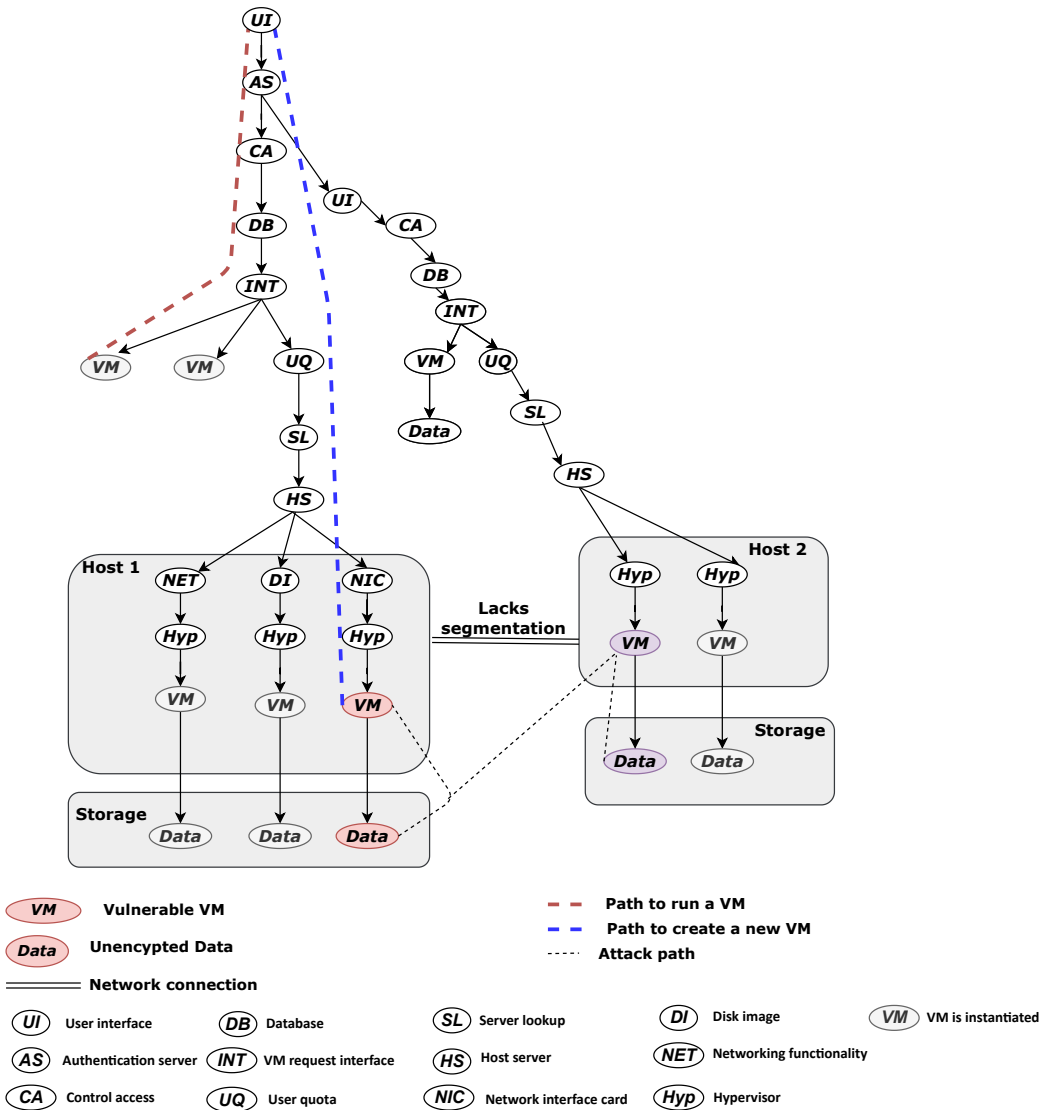 UI
AS
CA
UI
DB
CA
DB
INT
INT
VM
VM
UQ
VM
UQ
SL
Data
SL
HS
HS
Host 1
Host 2
NET
DI
NIC
Hyp
Hyp
Lacks
segmentation
Hyp
Hyp
Hyp
VM
VM
VM
VM
VM
Storage
Data
Data
Storage
Data
Data
Data
VM Vulnerable VM
Path to run a VM
Data Unencypted Data
Path to create a new VM
Attack path
Network connection
UI User interface
DB Database
SL Server lookup
DI Disk image
VM VM is instantiated
AS Authentication server
INT VM request interface
HS Host server
NET Networking functionality
CA Control access
UQ User quota
NIC Network interface card
Hyp Hypervisor